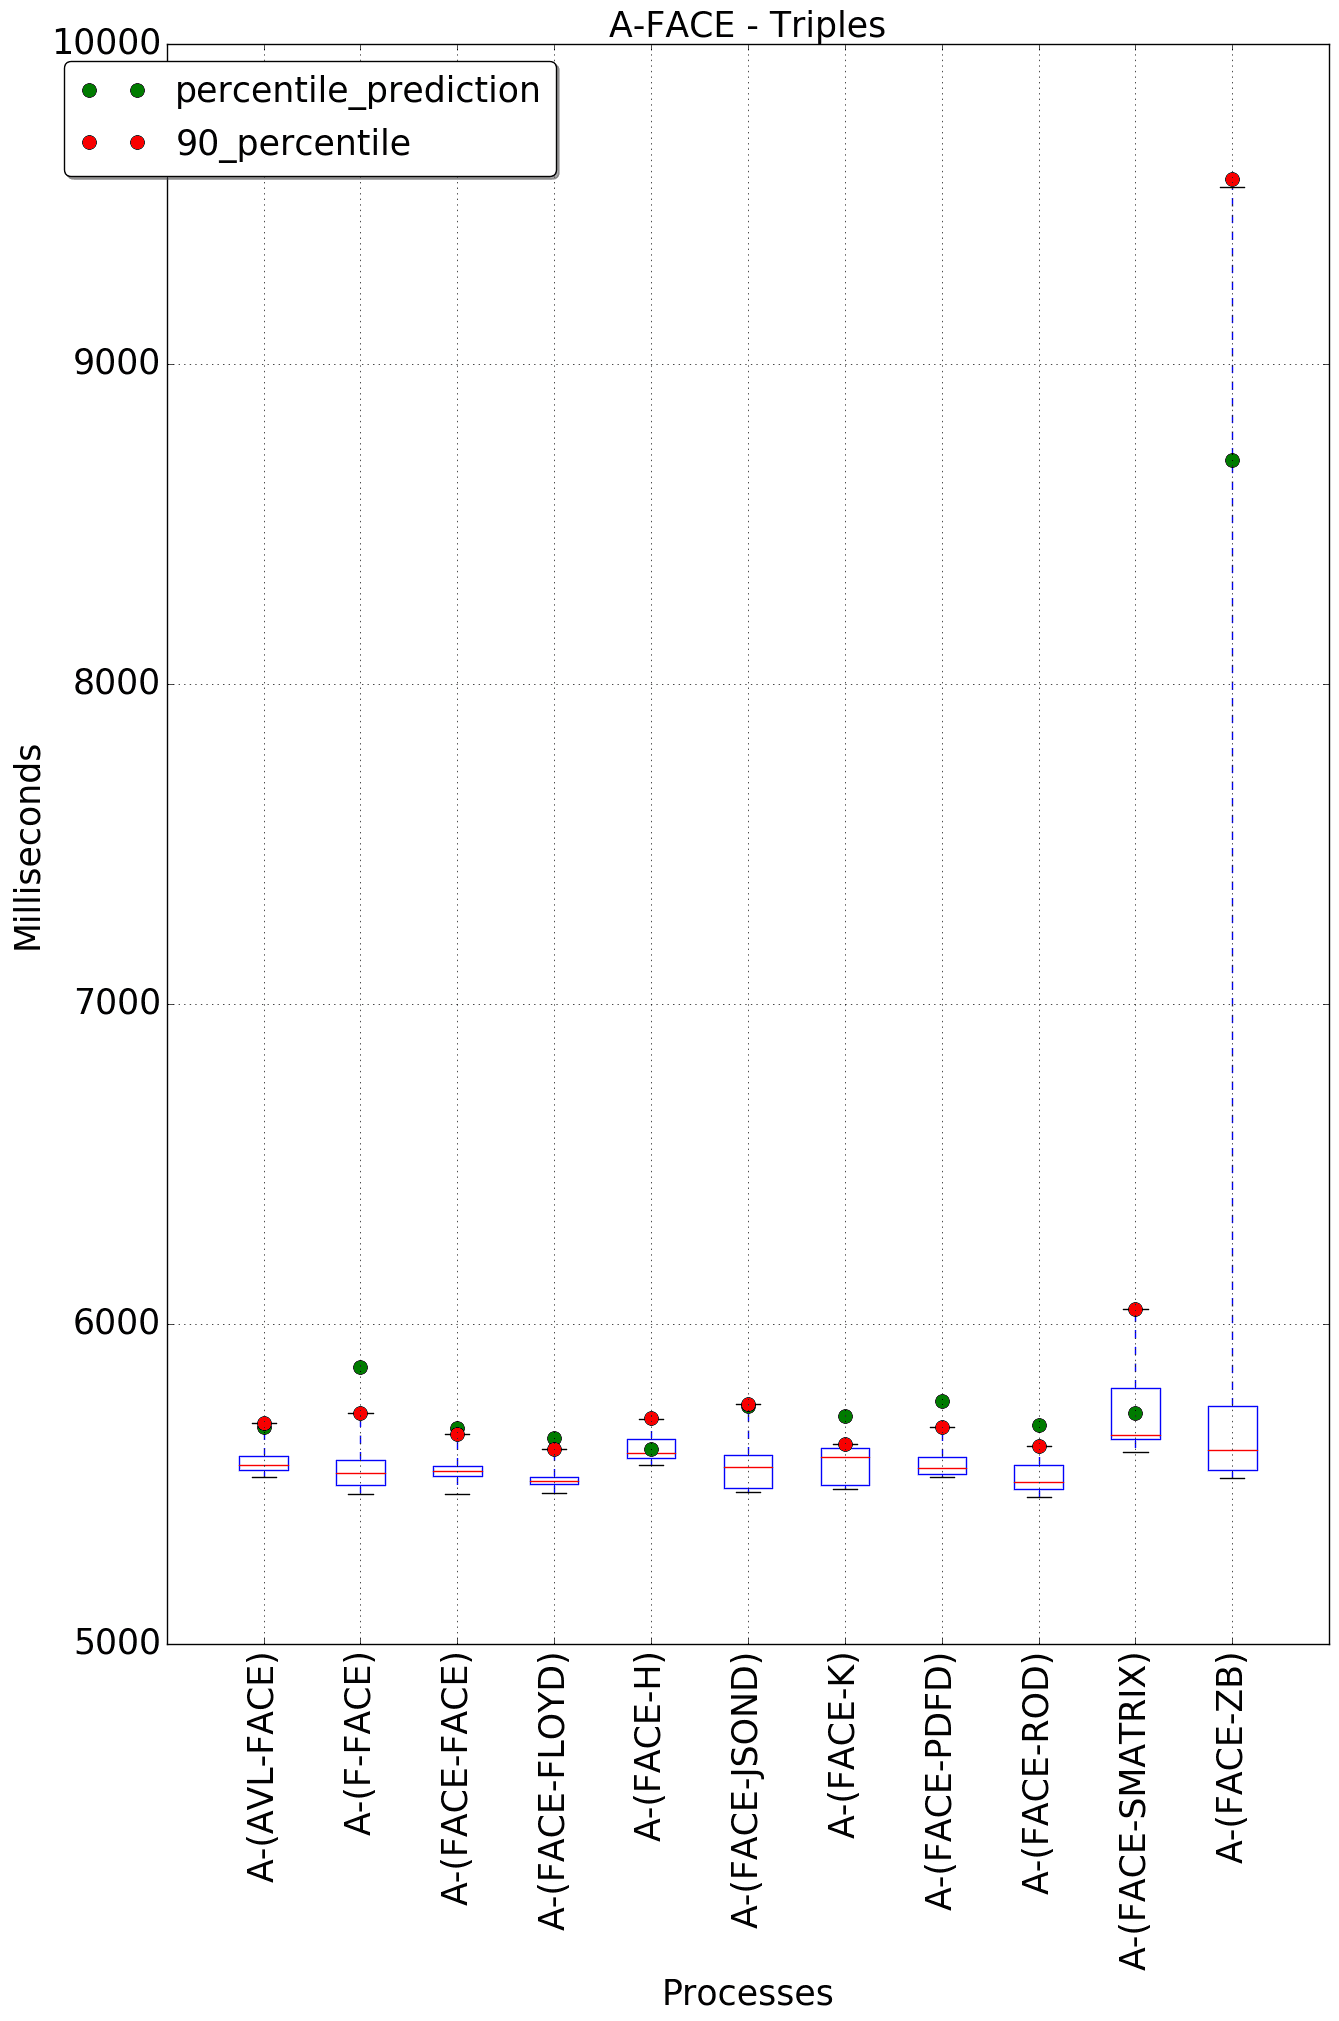 A-FACE - Triples
10000
percentile_prediction
90_percentile
9000
8000
7000
6000
5000
Milliseconds
A-(AVL-FACE)
A-(F-FACE)
A-(FACE-FACE)
A-(FACE-FLOYD)
A-(FACE-H)
A-(FACE-JSOND)
A-(FACE-K)
A-(FACE-PDFD)
A-(FACE-ROD)
A-(FACE-SMATRIX)
A-(FACE-ZB)
Processes